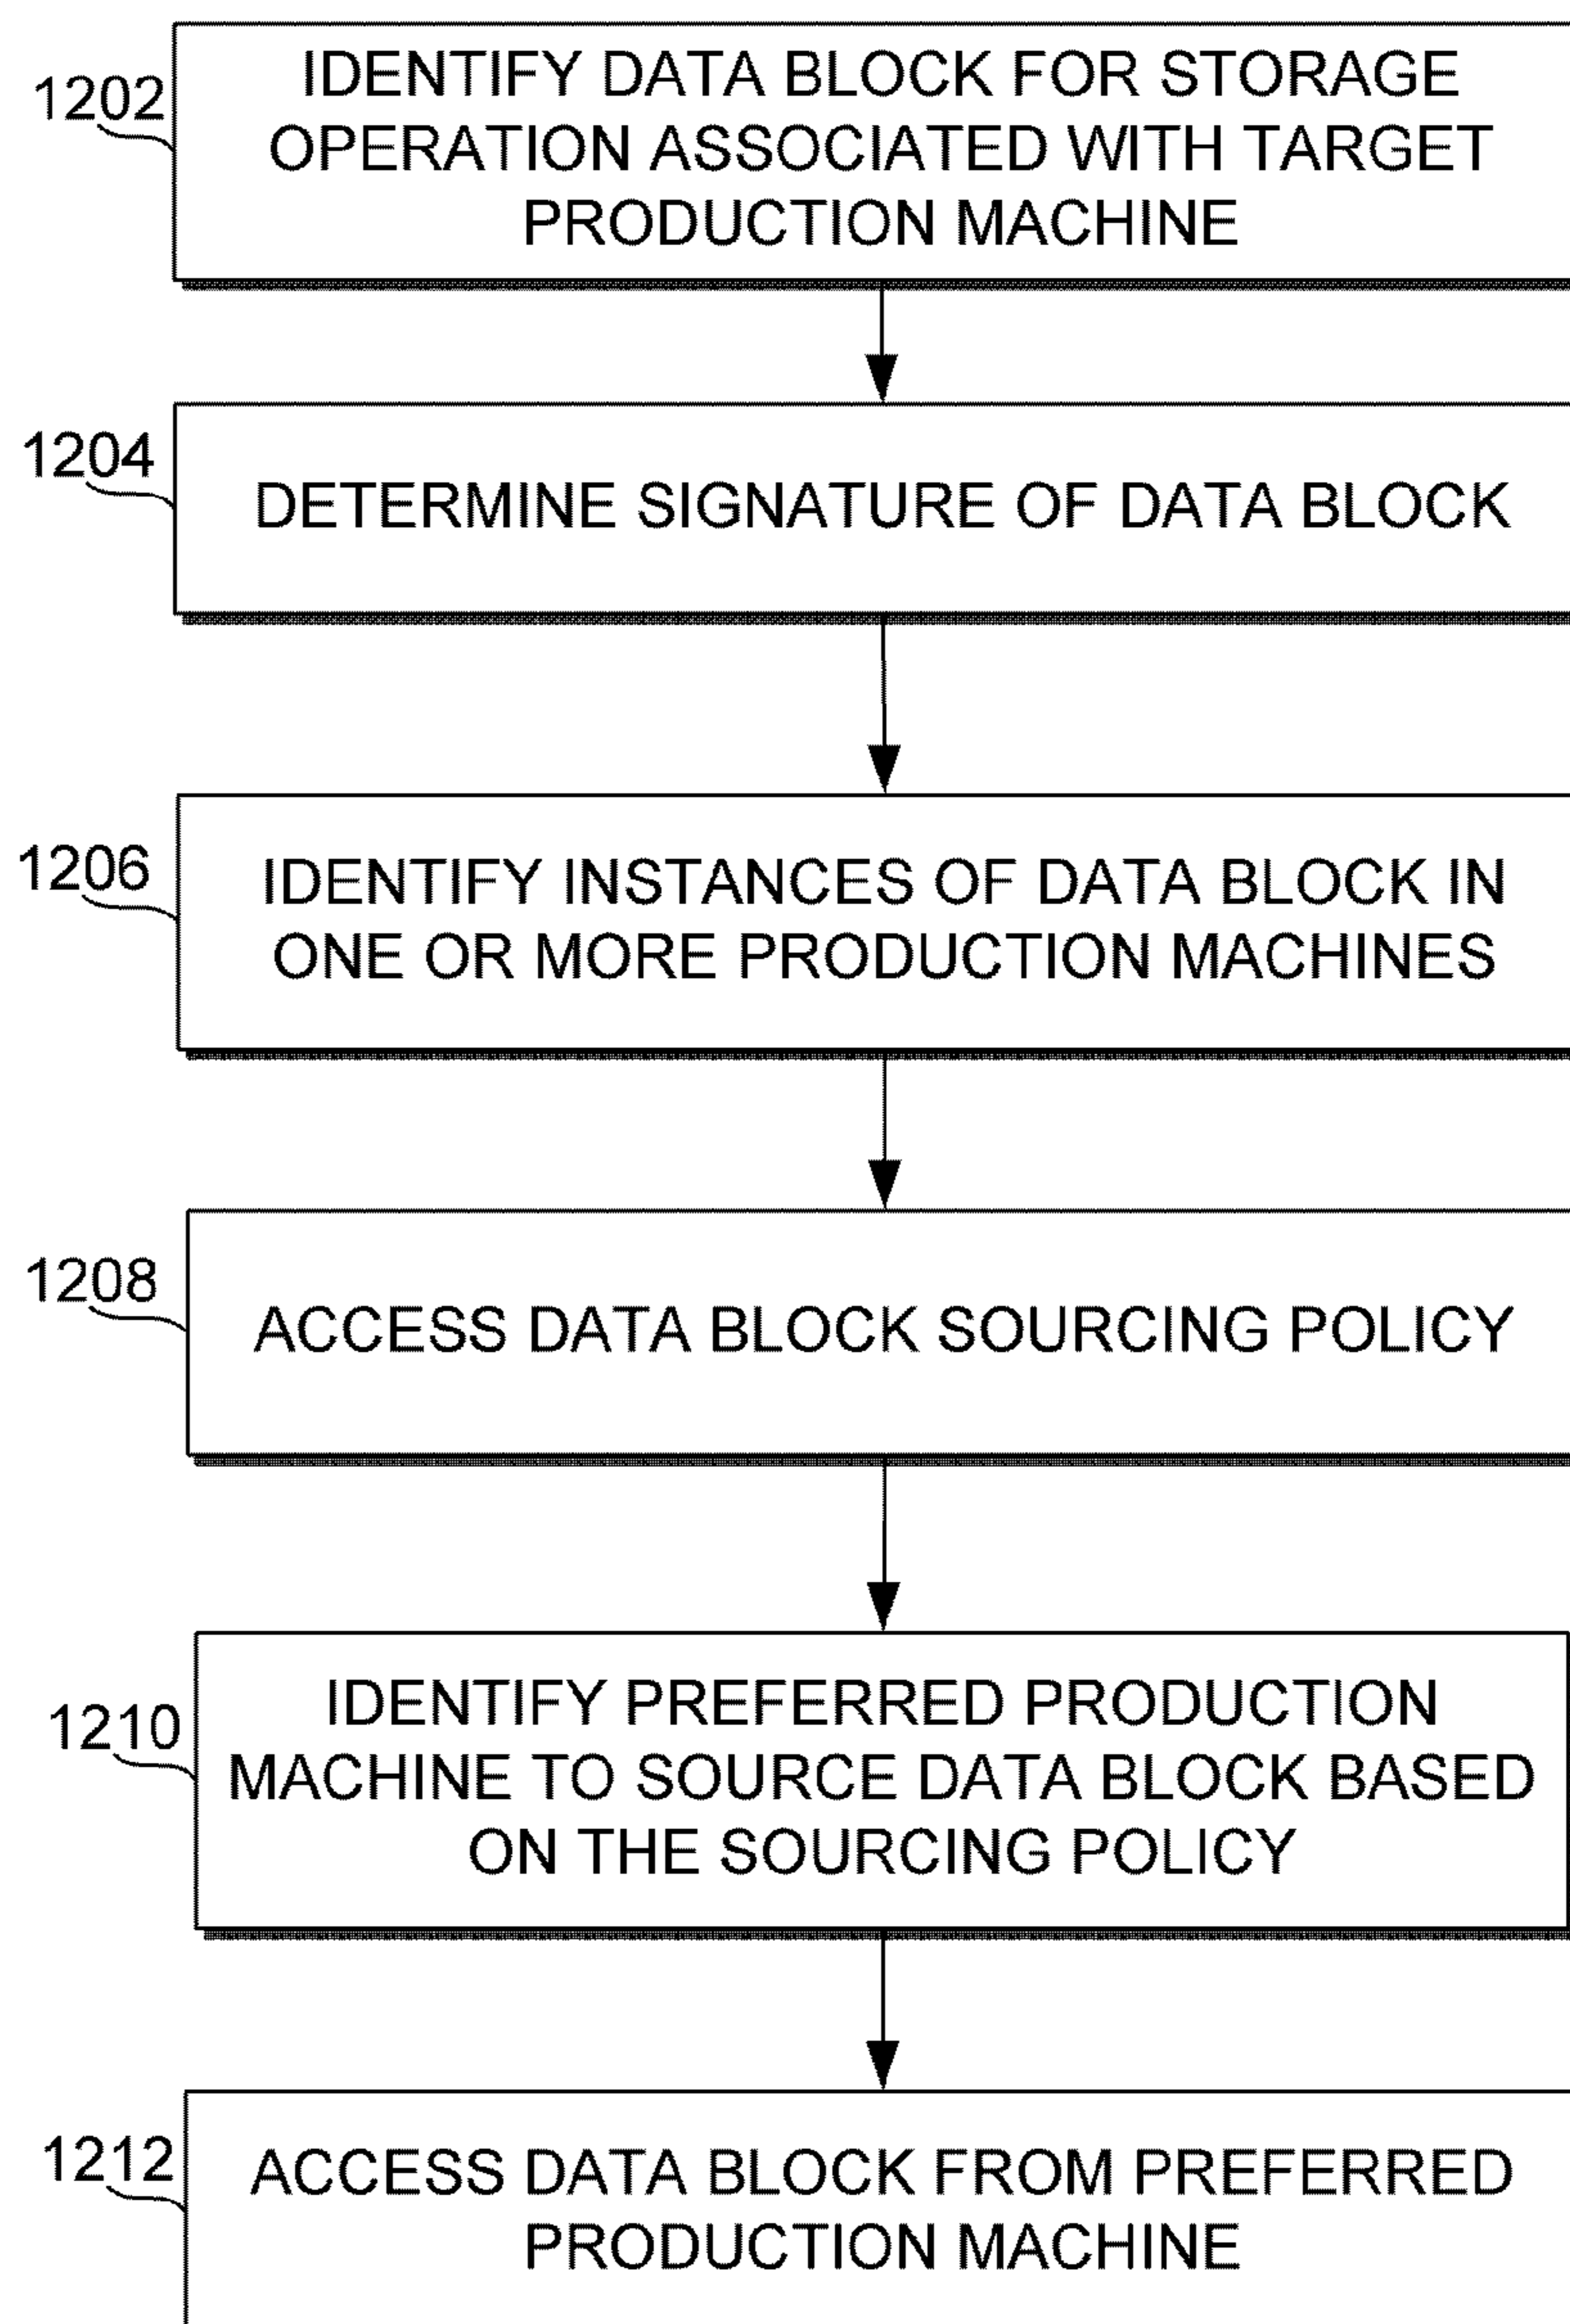 1202
IDENTIFY DATA BLOCK FOR STORAGE
OPERATION ASSOCIATED WITH TARGET
PRODUCTION MACHINE
1204
DETERMINE SIGNATURE OF DATA BLOCK
1206
IDENTIFY INSTANCES OF DATA BLOCK IN
ONE OR MORE PRODUCTION MACHINES
1208
ACCESS DATA BLOCK SOURCING POLICY
1210
IDENTIFY PREFERRED PRODUCTION
MACHINE TO SOURCE DATA BLOCK BASED
ON THE SOURCING POLICY
1212
ACCESS DATA BLOCK FROM PREFERRED
PRODUCTION MACHINE